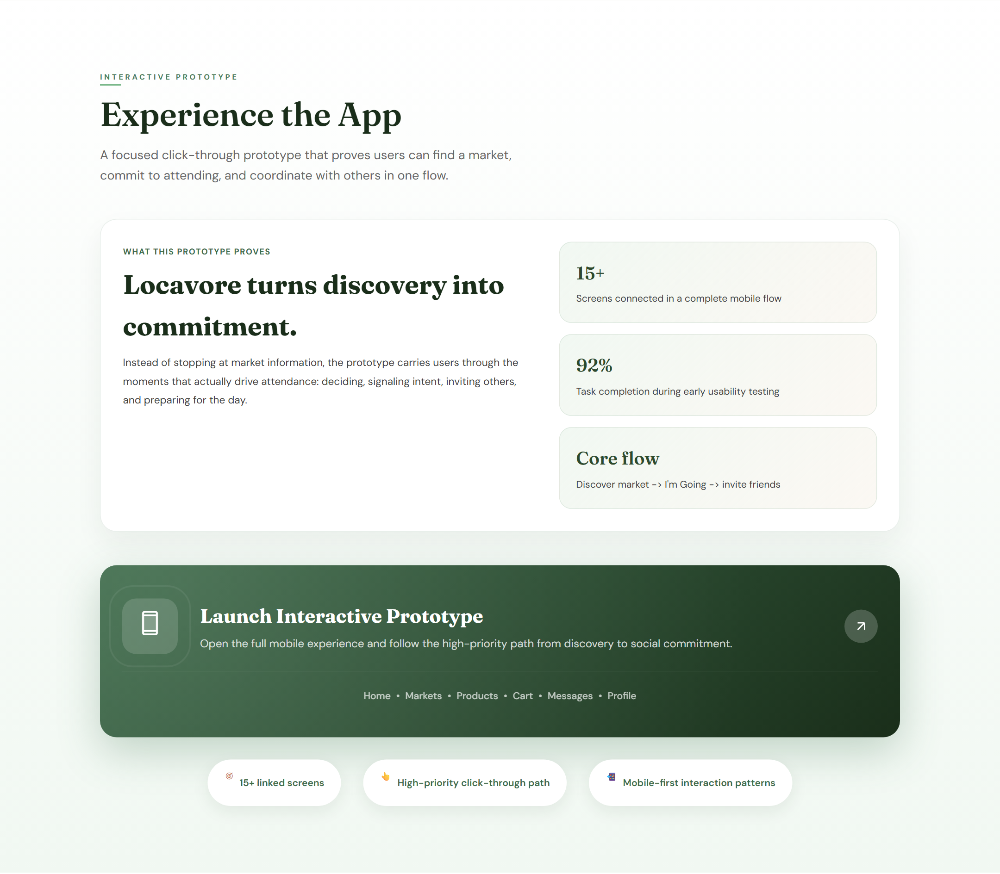 INTERACTIVE PROTOTYPE
Experience the App
A focused click-through prototype that proves users can find a market,
commit to attending, and coordinate with others in one flow.
WHAT THIS PROTOTYPE PROVES
Locavore turns discovery into
commitment.
Instead of stopping at market information, the prototype carries users through the
moments that actually drive attendance: deciding, signaling intent, inviting others,
and preparing for the day.
15+
Screens connected in a complete mobile flow
92%
Task completion during early usability testing
Core flow
Discover market -> I'm Going -> invite friends
Launch Interactive Prototype
Open the full mobile experience and follow the high-priority path from discovery to social commitment.
Home • Markets • Products • Cart • Messages • Profile
15+ linked screens
High-priority click-through path
Mobile-first interaction patterns